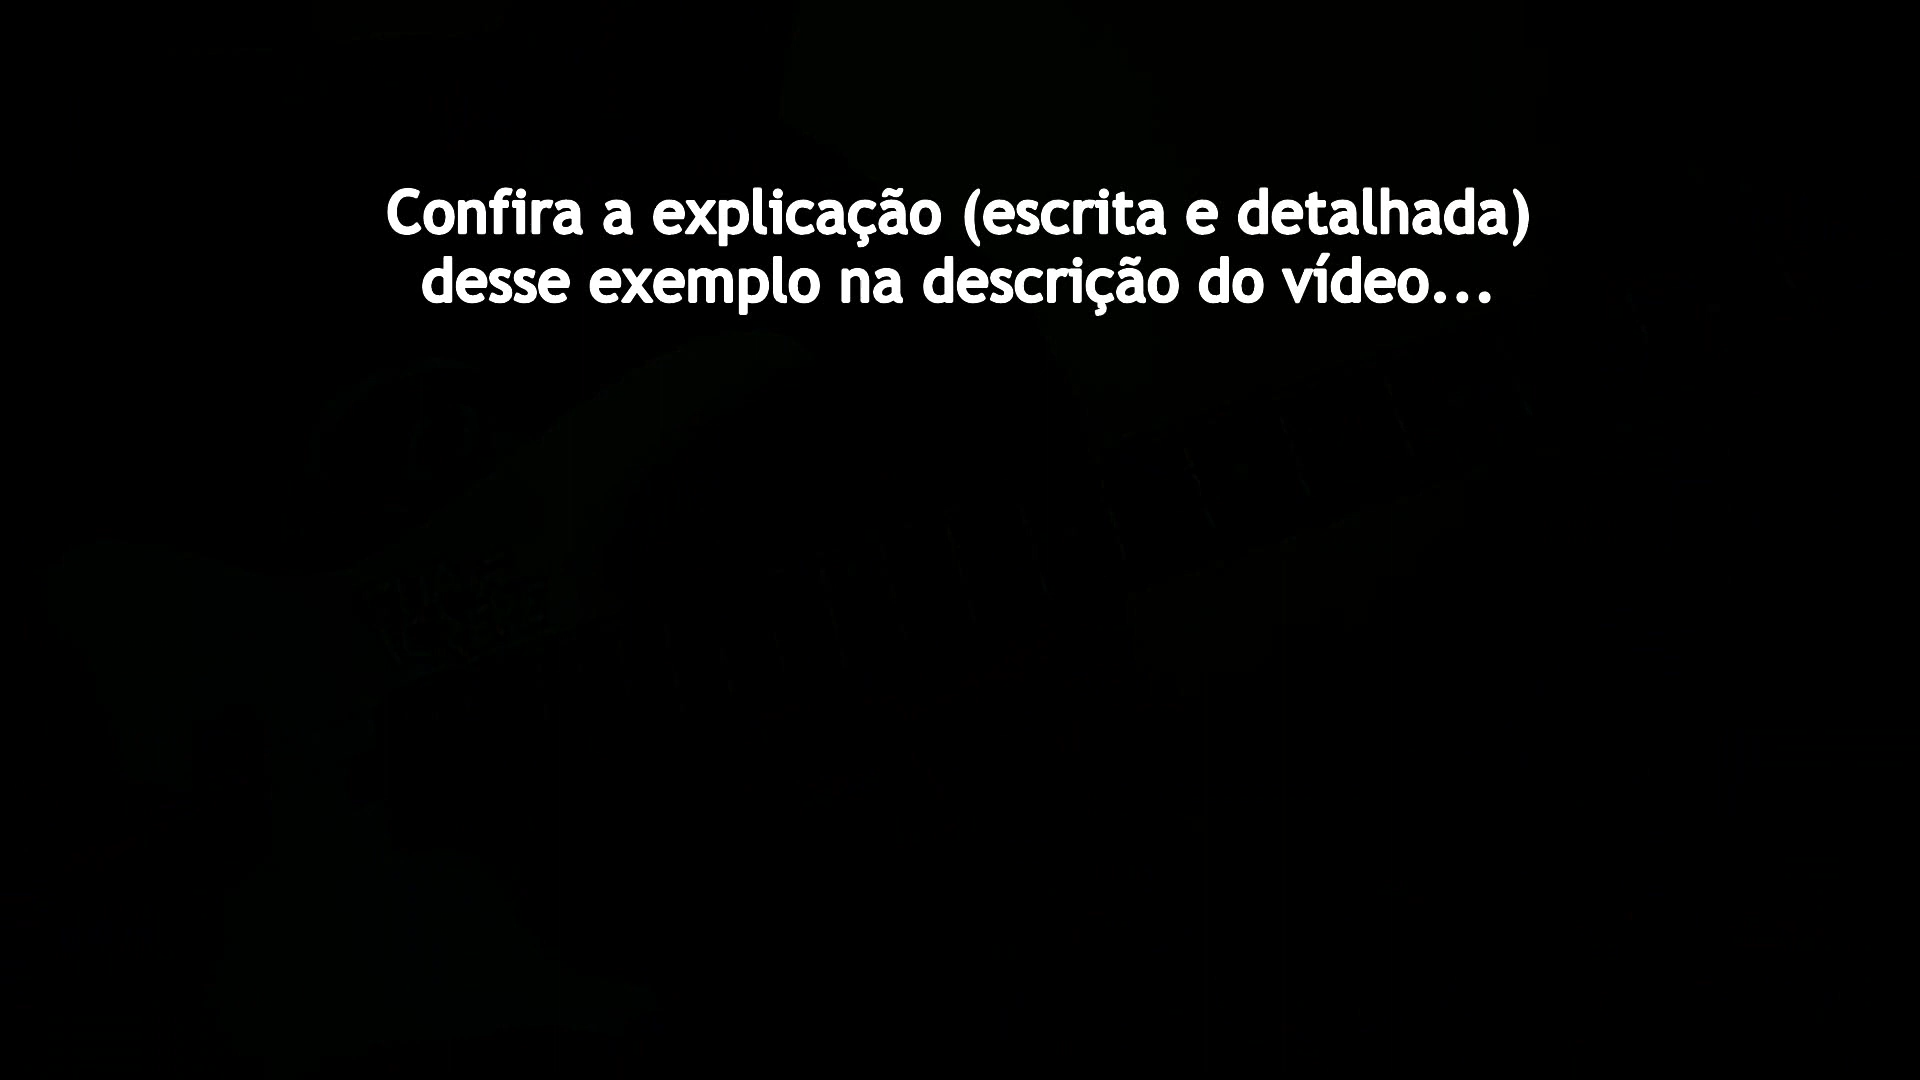 Confira a explicação (escrita e detalhada)
desse exemplo na descrição do vídeo...